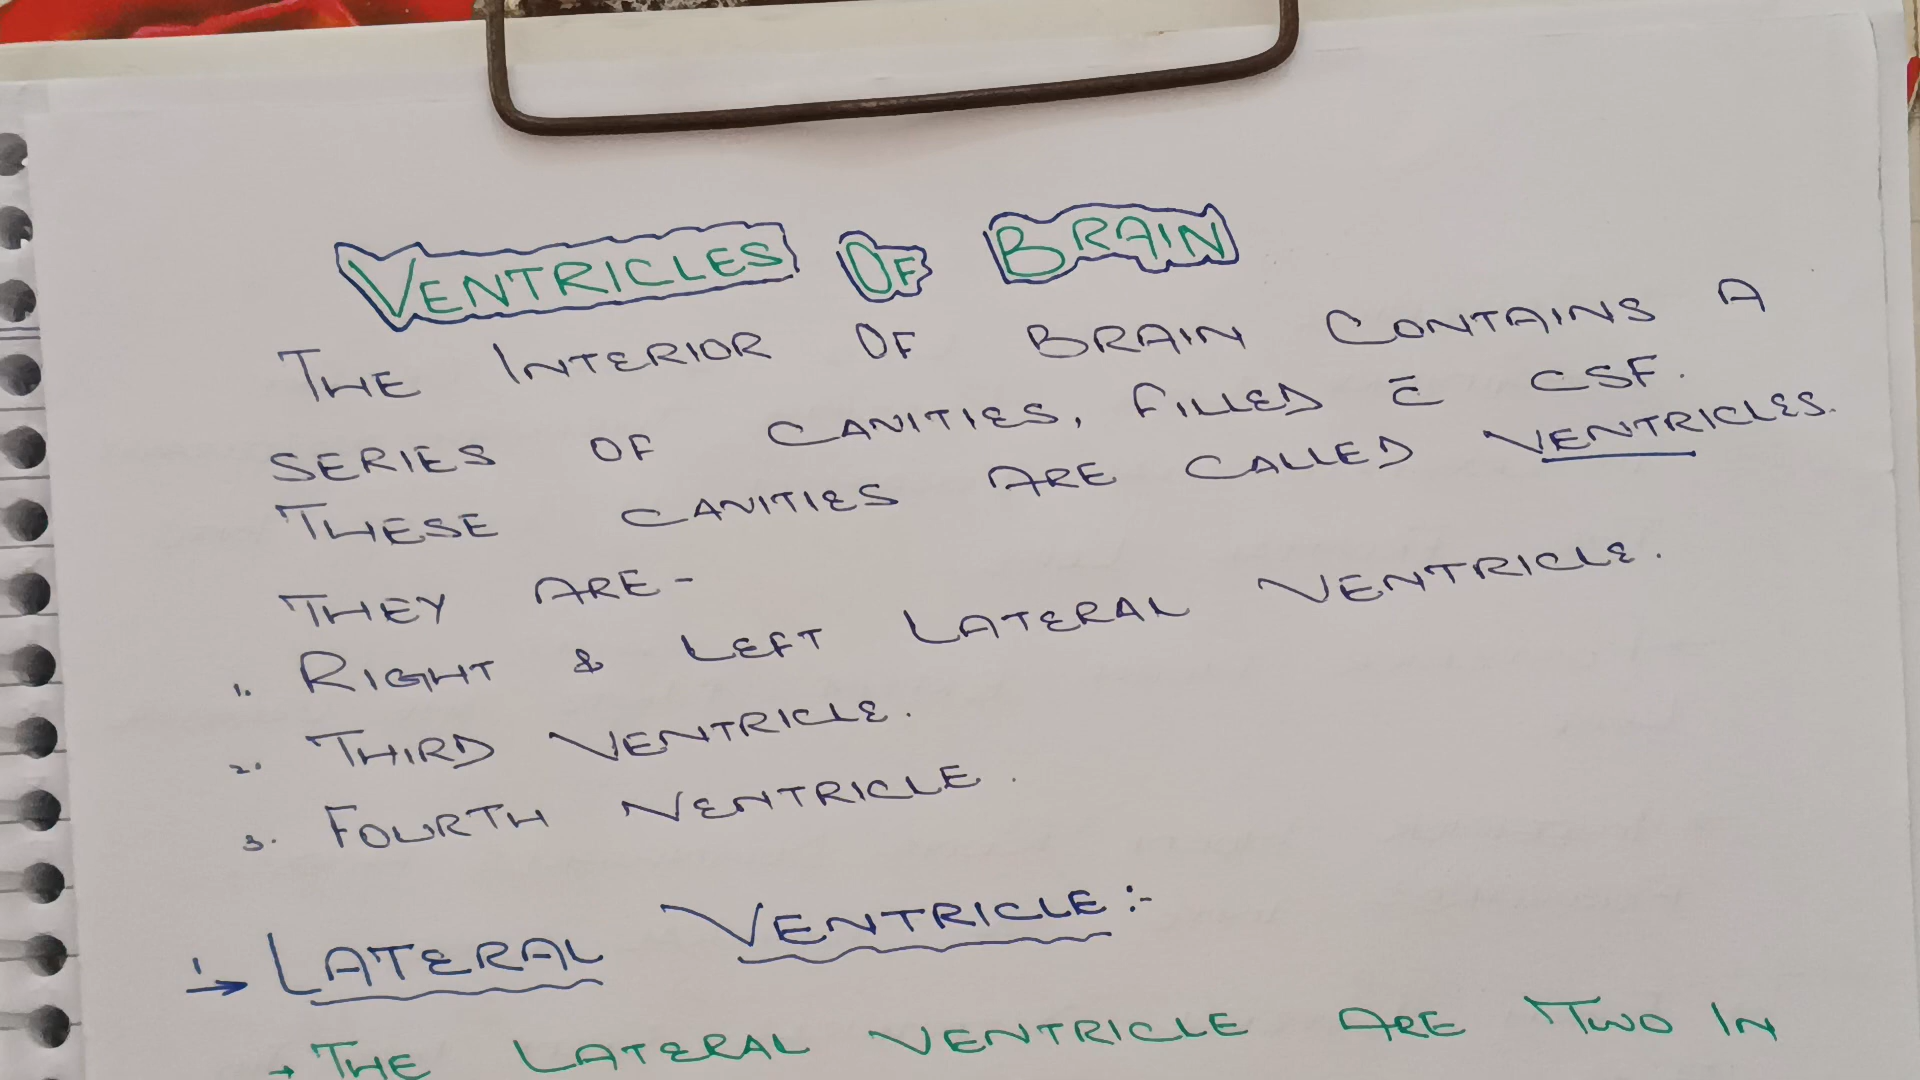 VENTRICLES OF BRAIN
THE INTERIOR OF BRAIN CONTAINS A
SERIES OF CAVITIES, FILLED C̄ CSF.
THESE CAVITIES ARE CALLED VENTRICLES.
THEY ARE -
1. RIGHT & LEFT LATERAL VENTRICLE.
2. THIRD VENTRICLE.
3. FOURTH VENTRICLE.
1→ LATERAL VENTRICLE :-
→ THE LATERAL VENTRICLE ARE TWO IN